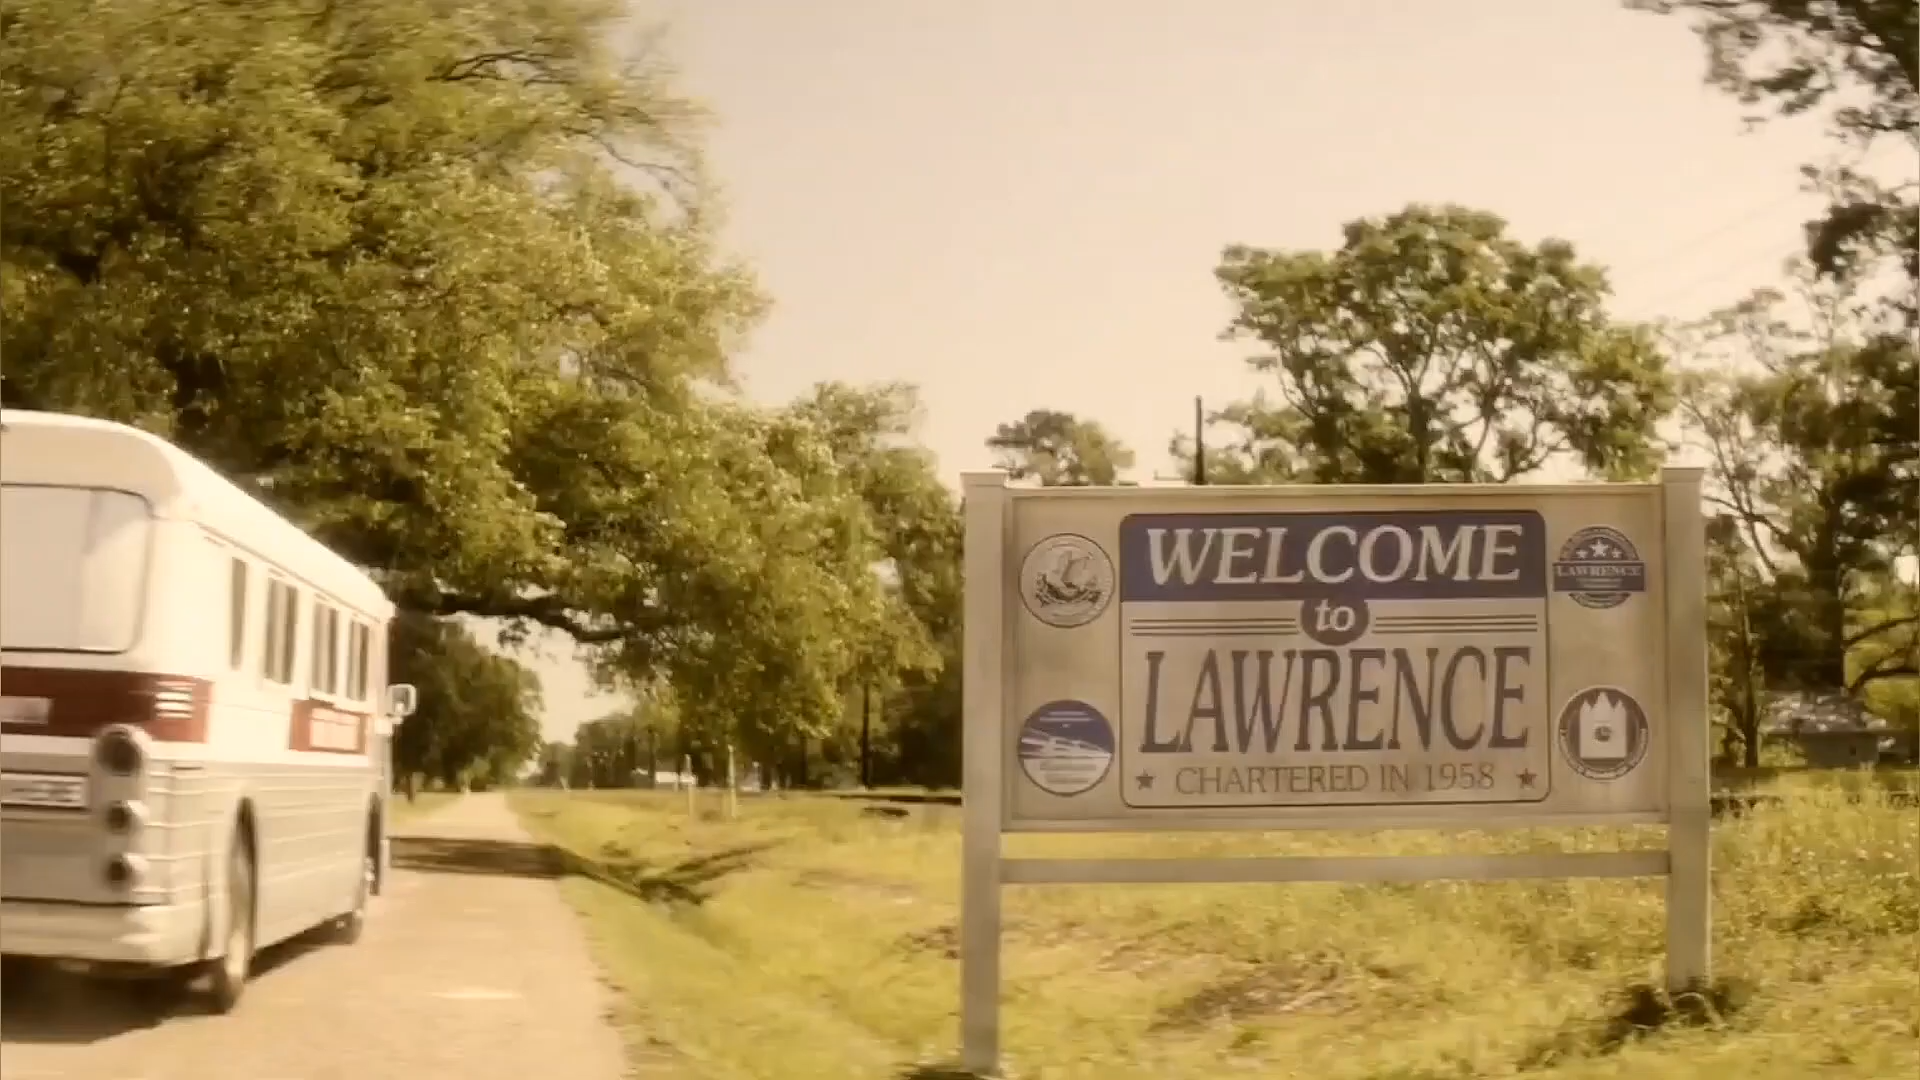 WELCOME
to
LAWRENCE
CHARTERED IN 1958
LAWRENCE